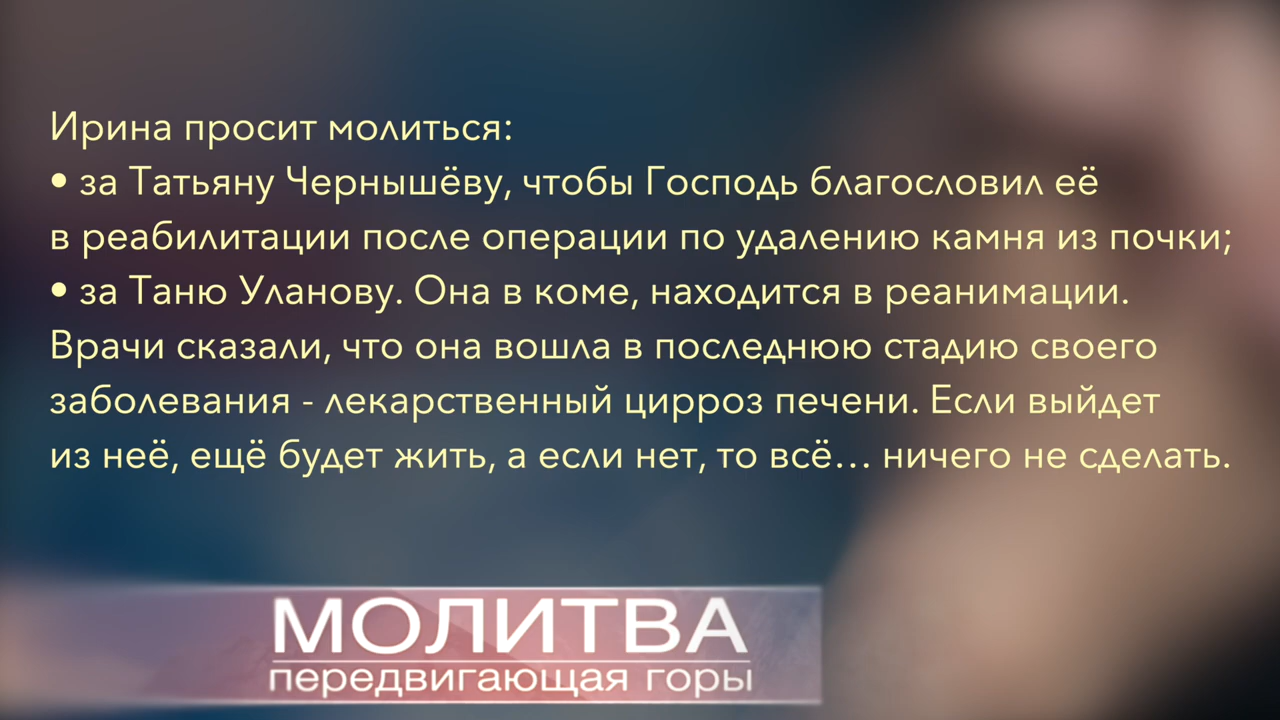 Ирина просит молиться:
• за Татьяну Чернышёву, чтобы Господь благословил её
в реабилитации после операции по удалению камня из почки;
• за Таню Уланову. Она в коме, находится в реанимации.
Врачи сказали, что она вошла в последнюю стадию своего
заболевания - лекарственный цирроз печени. Если выйдет
из неё, ещё будет жить, а если нет, то всё... ничего не сделать.
МОЛИТВА
передвигающая горы